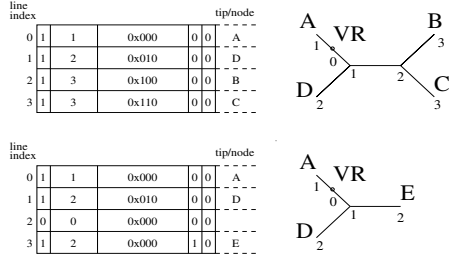 line index tip/node
0 1 1 0x000 0 0 A
1 1 2 0x010 0 0 D
2 1 3 0x100 0 0 B
3 1 3 0x110 0 0 C
A VR B
1 0 1 2 3
D C
2 3
line index tip/node
0 1 1 0x000 0 0 A
1 1 2 0x010 0 0 D
2 0 0 0x000 0 0
3 1 2 0x000 1 0 E
A VR E
1 0 1 2
D
2